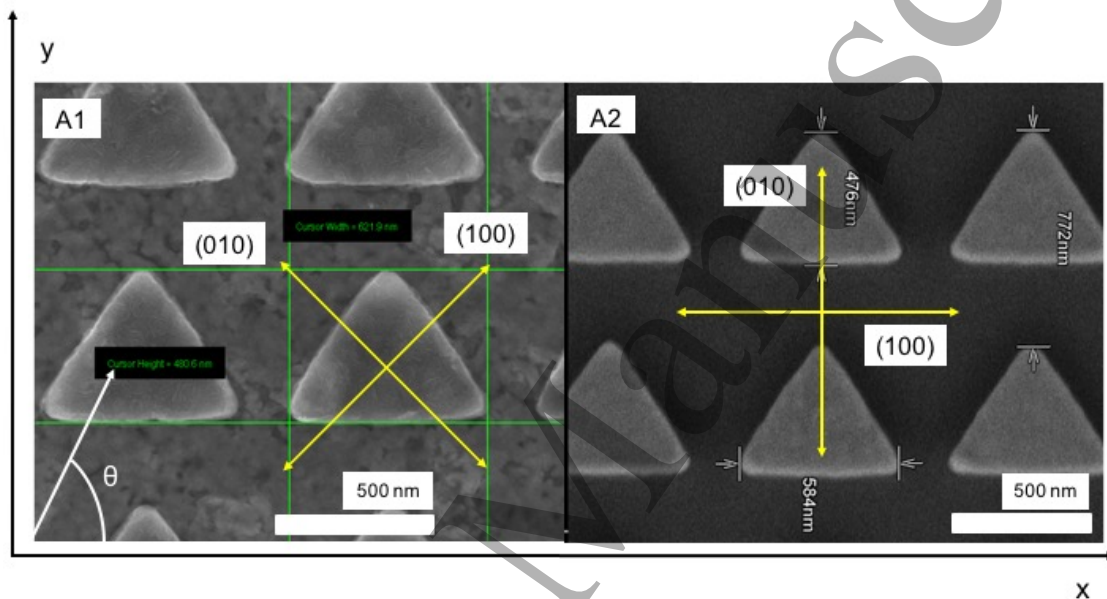 y
A1
A2
(010)
(100)
Cursor Width = 621.9 nm
(010)
476nm
772nm
Cursor Height = 480.6 nm
(100)
θ
500 nm
584nm
500 nm
x
Manusc